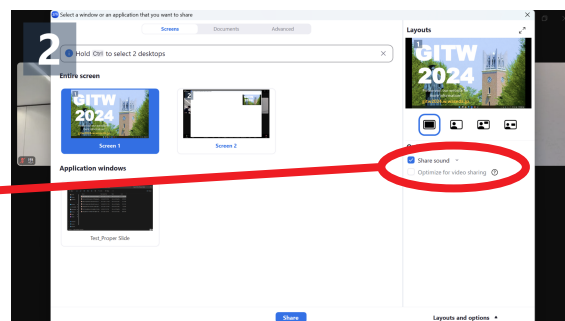 Select a window or an application that you want to share
Screens Documents Advanced
Layouts
2
Hold Ctrl to select 2 desktops
1
GITW
2024
Entire screen
1
GITW
2024
Screen 1
Screen 2
Share sound
Optimize for video sharing
Application windows
Test_Proper Slide
Share
Layouts and options